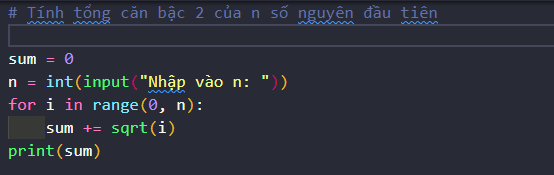 # Tính tổng căn bậc 2 của n số nguyên đầu tiên
sum = 0
n = int(input("Nhập vào n: "))
for i in range(0, n):
    sum += sqrt(i)
print(sum)